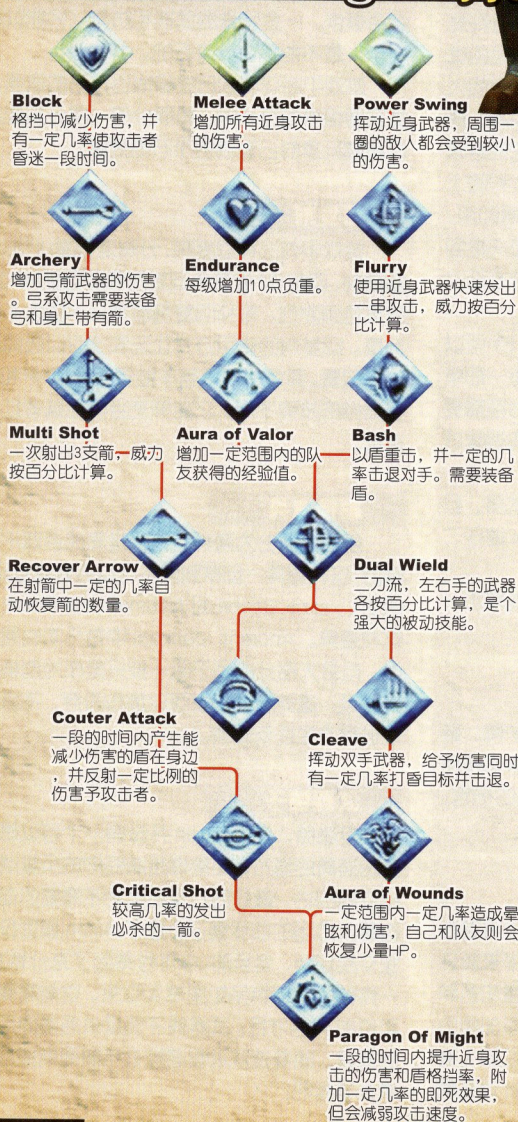 Block
格挡中减少伤害，并
有一定几率使攻击者
昏迷一段时间。
Melee Attack
增加所有近身攻击
的伤害。
Power Swing
挥动近身武器，周围一
圈的敌人都会受到较小
的伤害。
Archery
增加弓箭武器的伤害
。弓系攻击需要装备
弓和身上带有箭。
Endurance
每级增加10点负重。
Flurry
使用近身武器快速发出
一串攻击，威力按百分
比计算。
Multi Shot
一次射出3支箭，威力
按百分比计算。
Aura of Valor
增加一定范围内的队
友获得的经验值。
Bash
以盾重击，并一定的几
率击退对手。需要装备
盾。
Recover Arrow
在射箭中一定的几率自
动恢复箭的数量。
Dual Wield
二刀流，左右手的武器
各按百分比计算，是个
强大的被动技能。
Couter Attack
一段的时间内产生能
减少伤害的盾在身边
，并反射一定比例的
伤害予攻击者。
Cleave
挥动双手武器，给予伤害同时
有一定几率打昏目标并击退。
Critical Shot
较高几率的发出
必杀的一箭。
Aura of Wounds
一定范围内一定几率造成晕
眩和伤害，自己和队友则会
恢复少量HP。
Paragon Of Might
一段的时间内提升近身攻
击的伤害和盾格挡率，附
加一定几率的即死效果，
但会减弱攻击速度。